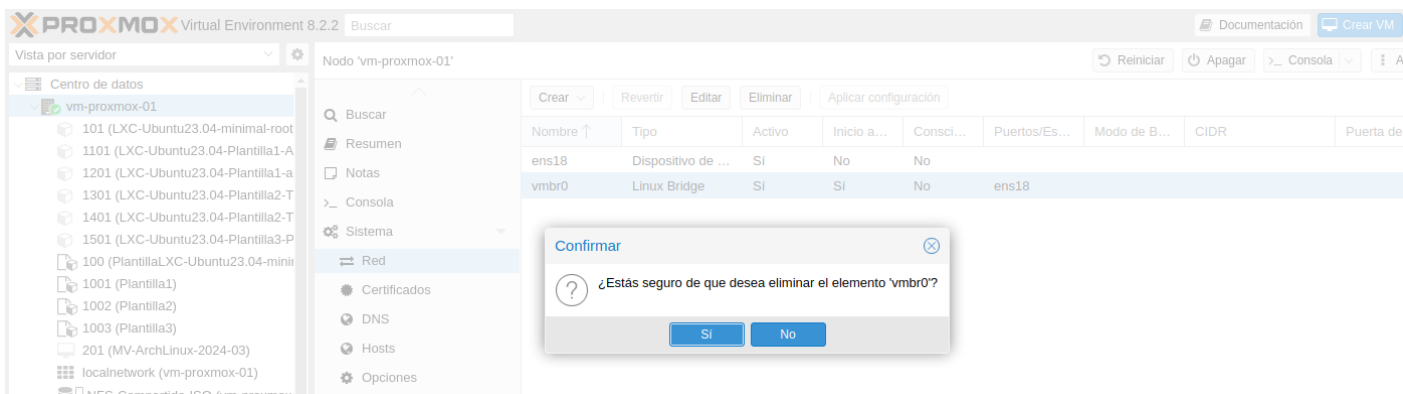 PROXMOX Virtual Environment 8.2.2 Buscar Documentación Crear VM
Vista por servidor
Nodo 'vm-proxmox-01' Reiniciar Apagar >_ Consola
Centro de datos
vm-proxmox-01
101 (LXC-Ubuntu23.04-minimal-root
1101 (LXC-Ubuntu23.04-Plantilla1-A
1201 (LXC-Ubuntu23.04-Plantilla1-a
1301 (LXC-Ubuntu23.04-Plantilla2-T
1401 (LXC-Ubuntu23.04-Plantilla2-T
1501 (LXC-Ubuntu23.04-Plantilla3-P
100 (PlantillaLXC-Ubuntu23.04-minir
1001 (Plantilla1)
1002 (Plantilla2)
1003 (Plantilla3)
201 (MV-ArchLinux-2024-03)
localnetwork (vm-proxmox-01)
Buscar
Resumen
Notas
>_ Consola
Sistema
Red
Certificados
DNS
Hosts
Opciones
Crear Revertir Editar Eliminar Aplicar configuración
Nombre ↑ Tipo Activo Inicio a... Consci... Puertos/Es... Modo de B... CIDR Puerta de
ens18 Dispositivo de ... Sí No No
vmbr0 Linux Bridge Sí Sí No ens18
Confirmar
¿Estás seguro de que desea eliminar el elemento 'vmbr0'?
Sí No